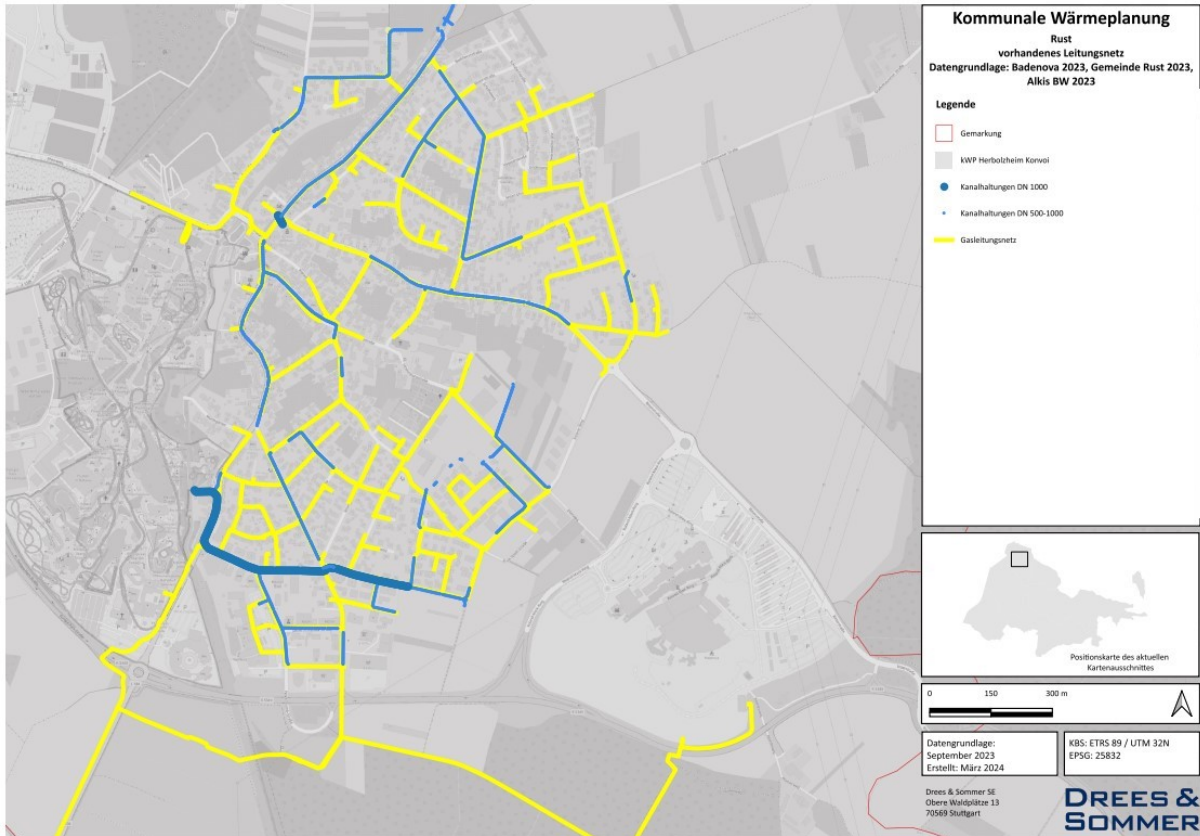 Kommunale Wärmeplanung
Rust
vorhandenes Leitungsnetz
Datengrundlage: Badenova 2023, Gemeinde Rust 2023,
Alkis BW 2023
Legende
Gemarkung
kWP Herbolzheim Konvoi
Kanalhaltungen DN 1000
Kanalhaltungen DN 500-1000
Gasleitungsnetz
Positionskarte des aktuellen
Kartenausschnittes
0 150 300 m
Datengrundlage:
September 2023
Erstellt: März 2024
KBS: ETRS 89 / UTM 32N
EPSG: 25832
Drees & Sommer SE
Obere Waldplätze 13
70569 Stuttgart
DREES &
SOMMER